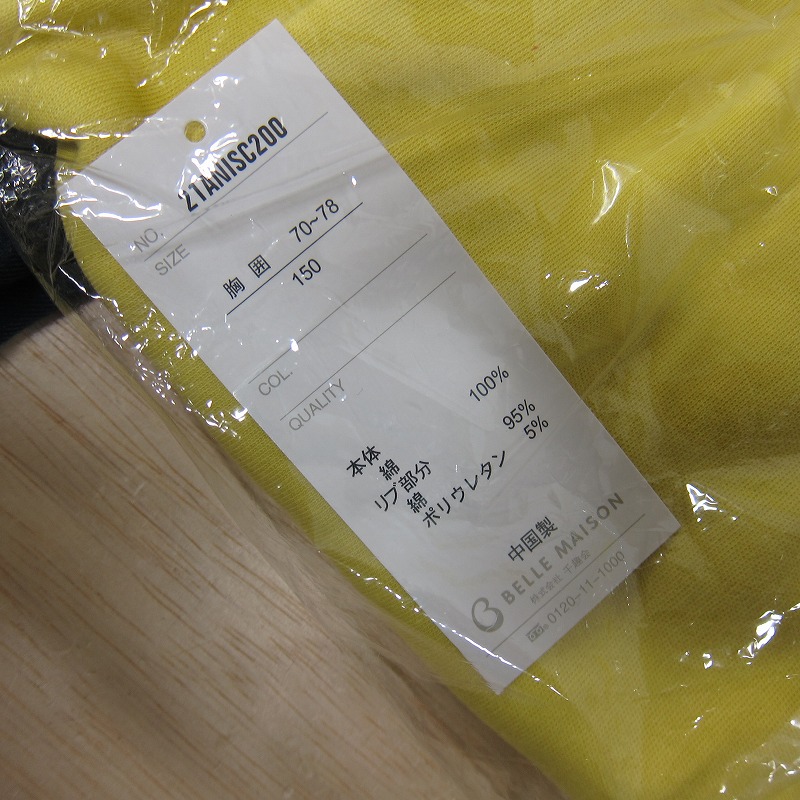 NO. 21ANISC200
SIZE
胸囲 70~78
150
COL.
QUALITY
本体
綿 100%
リブ部分
綿 95%
ポリウレタン 5%
中国製
BELLE MAISON
株式会社 千趣会
0120-11-1000